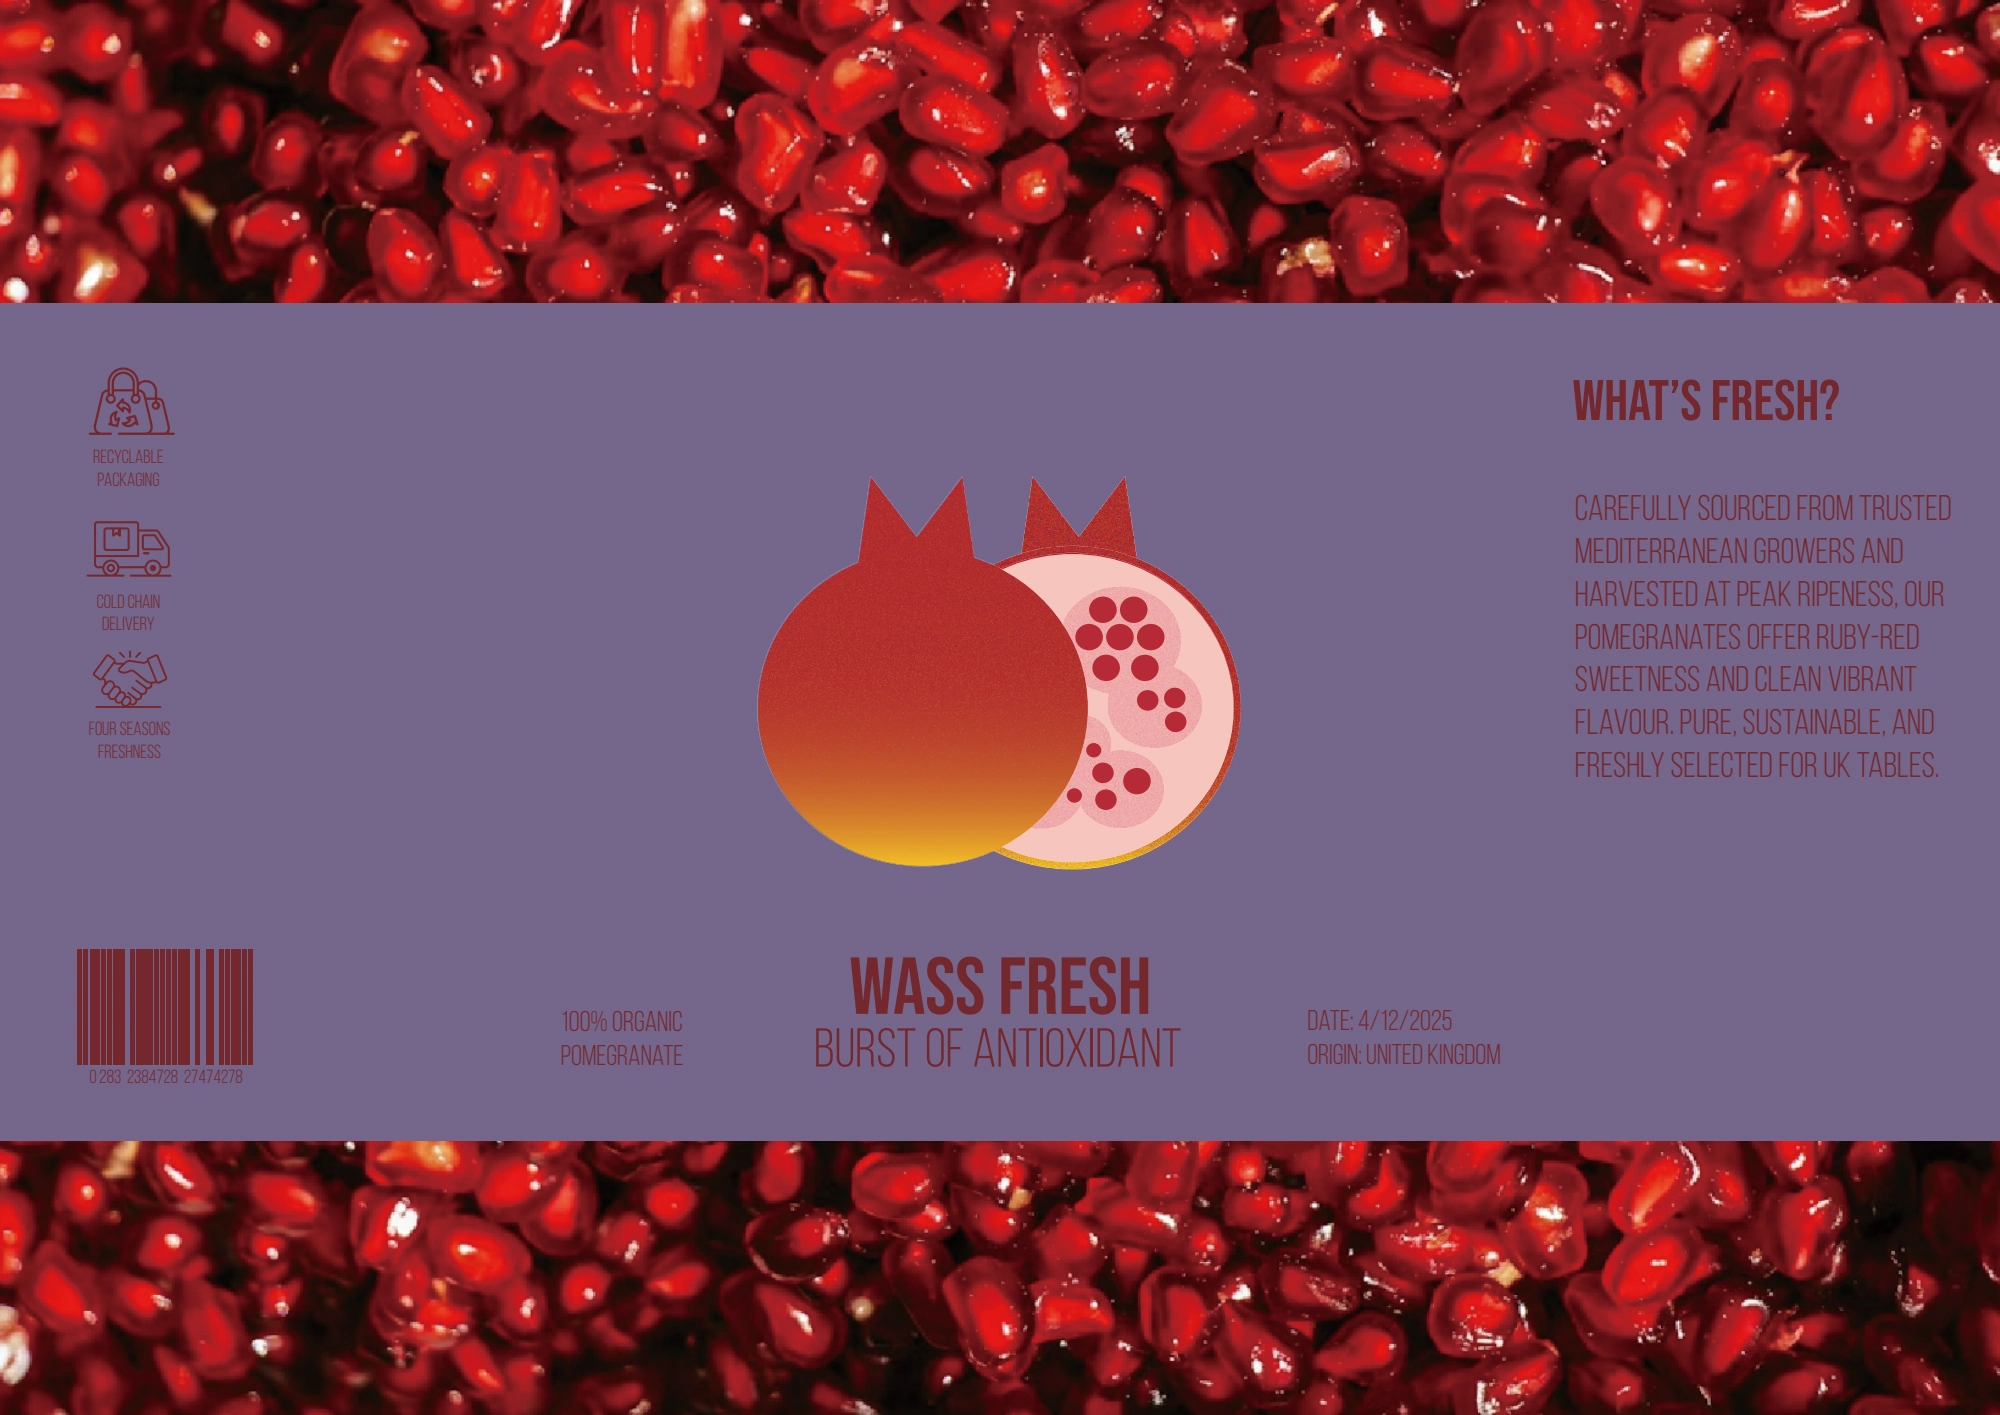 RECYCLABLE
PACKAGING
COLD CHAIN
DELIVERY
FOUR SEASONS
FRESHNESS
0 283 2384728 27474278
100% ORGANIC
POMEGRANATE
WASS FRESH
BURST OF ANTIOXIDANT
DATE: 4/12/2025
ORIGIN: UNITED KINGDOM
WHAT'S FRESH?
CAREFULLY SOURCED FROM TRUSTED
MEDITERRANEAN GROWERS AND
HARVESTED AT PEAK RIPENESS, OUR
POMEGRANATES OFFER RUBY-RED
SWEETNESS AND CLEAN VIBRANT
FLAVOUR. PURE, SUSTAINABLE, AND
FRESHLY SELECTED FOR UK TABLES.